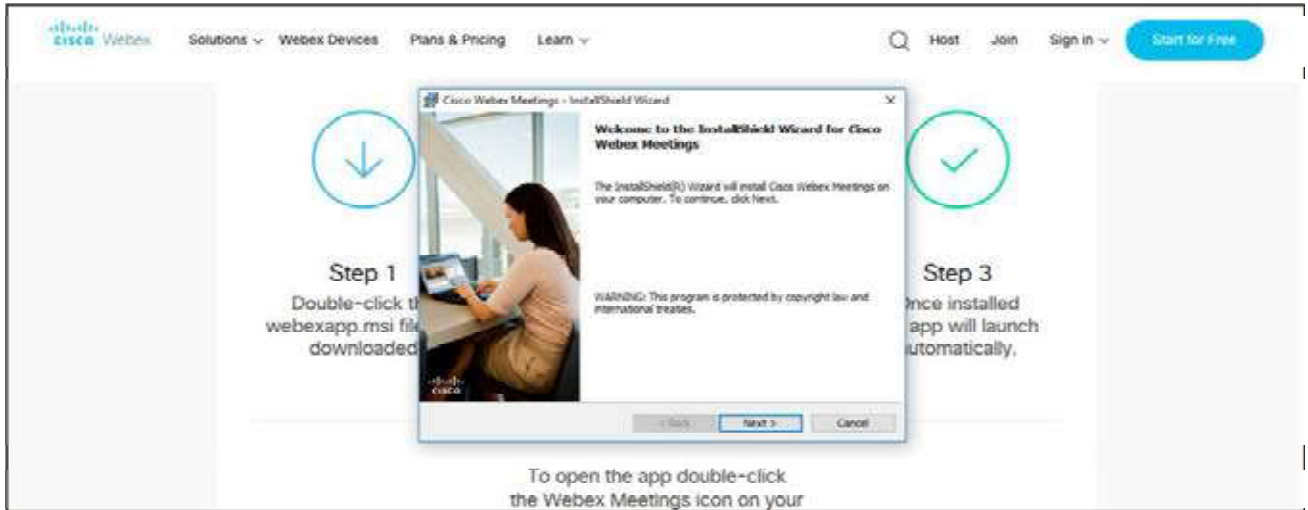 cisco Webex Solutions Webex Devices Plans & Pricing Learn Host Join Sign in Start for Free
Cisco Webex Meetings - InstallShield Wizard X
Welcome to the InstallShield Wizard for Cisco
Webex Meetings
The InstallShield(R) Wizard will install Cisco Webex Meetings on
your computer. To continue, click Next.
WARNING: This program is protected by copyright law and
international treaties.
cisco
< Back Next > Cancel
Step 1
Double-click th
webexapp.msi file
downloaded
Step 3
Once installed
app will launch
utomatically.
To open the app double-click
the Webex Meetings icon on your